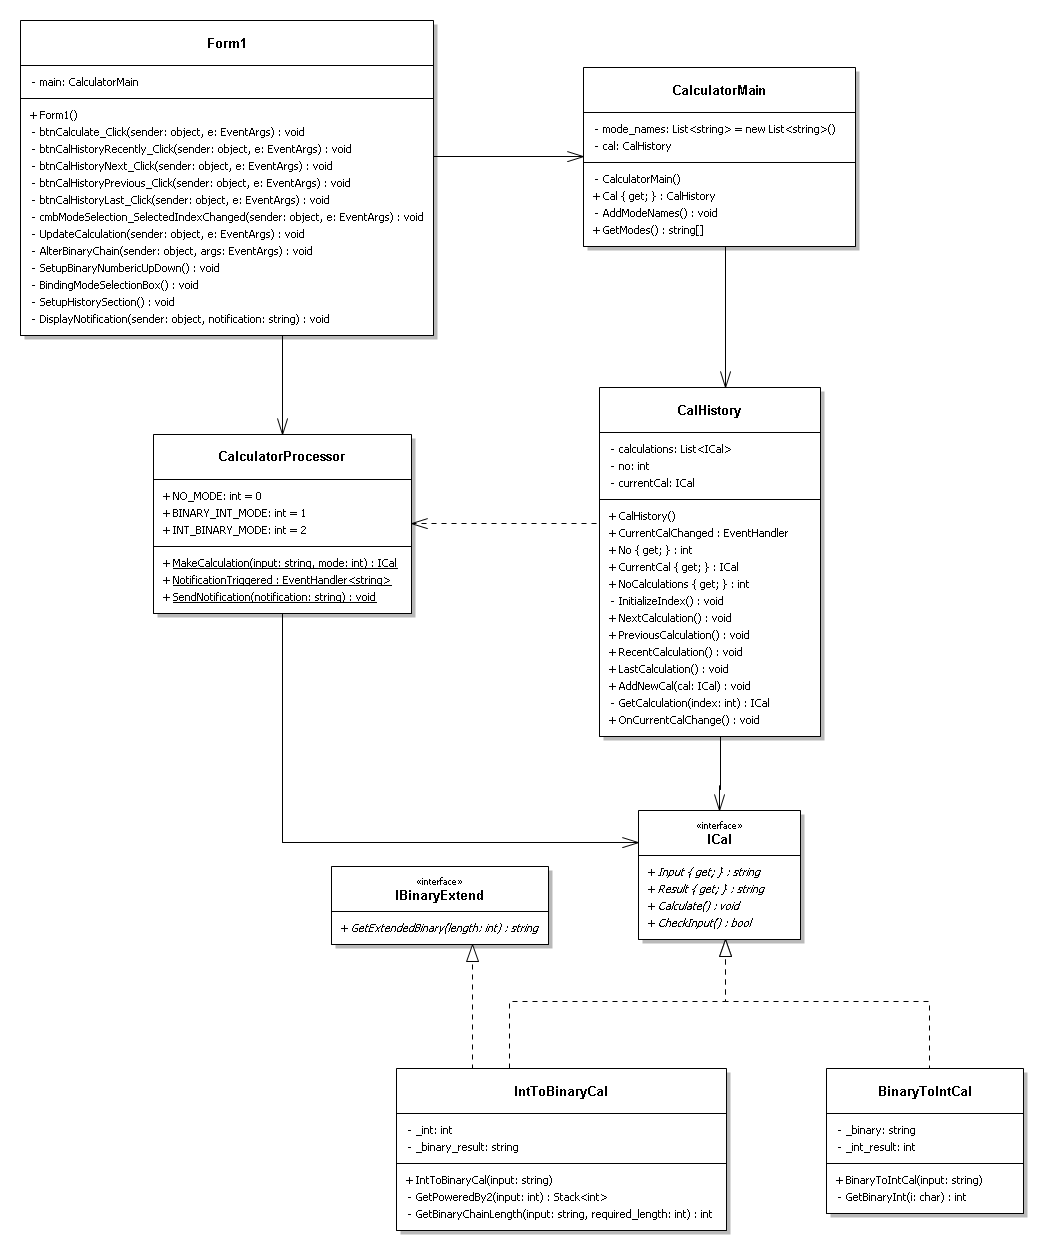 Form1
- main: CalculatorMain
+ Form1()
- btnCalculate_Click(sender: object, e: EventArgs) : void
- btnCalHistoryRecently_Click(sender: object, e: EventArgs) : void
- btnCalHistoryNext_Click(sender: object, e: EventArgs) : void
- btnCalHistoryPrevious_Click(sender: object, e: EventArgs) : void
- btnCalHistoryLast_Click(sender: object, e: EventArgs) : void
- cmbModeSelection_SelectedIndexChanged(sender: object, e: EventArgs) : void
- UpdateCalculation(sender: object, e: EventArgs) : void
- AlterBinaryChain(sender: object, args: EventArgs) : void
- SetupBinaryNumbericUpDown() : void
- BindingModeSelectionBox() : void
- SetupHistorySection() : void
- DisplayNotification(sender: object, notification: string) : void
CalculatorMain
- mode_names: List<string> = new List<string>()
- cal: CalHistory
- CalculatorMain()
+ Cal { get; } : CalHistory
- AddModeNames() : void
+ GetModes() : string[]
CalculatorProcessor
+ NO_MODE: int = 0
+ BINARY_INT_MODE: int = 1
+ INT_BINARY_MODE: int = 2
+ MakeCalculation(input: string, mode: int) : ICal
+ NotificationTriggered : EventHandler<string>
+ SendNotification(notification: string) : void
CalHistory
- calculations: List<ICal>
- no: int
- currentCal: ICal
+ CalHistory()
+ CurrentCalChanged : EventHandler
+ No { get; } : int
+ CurrentCal { get; } : ICal
+ NoCalculations { get; } : int
- InitializeIndex() : void
+ NextCalculation() : void
+ PreviousCalculation() : void
+ RecentCalculation() : void
+ LastCalculation() : void
+ AddNewCal(cal: ICal) : void
- GetCalculation(index: int) : ICal
+ OnCurrentCalChange() : void
«interface»
ICal
+ Input { get; } : string
+ Result { get; } : string
+ Calculate() : void
+ CheckInput() : bool
«interface»
IBinaryExtend
+ GetExtendedBinary(length: int) : string
IntToBinaryCal
- _int: int
- _binary_result: string
+ IntToBinaryCal(input: string)
- GetPoweredBy2(input: int) : Stack<int>
- GetBinaryChainLength(input: string, required_length: int) : int
BinaryToIntCal
- _binary: string
- _int_result: int
+ BinaryToIntCal(input: string)
- GetBinaryInt(i: char) : int